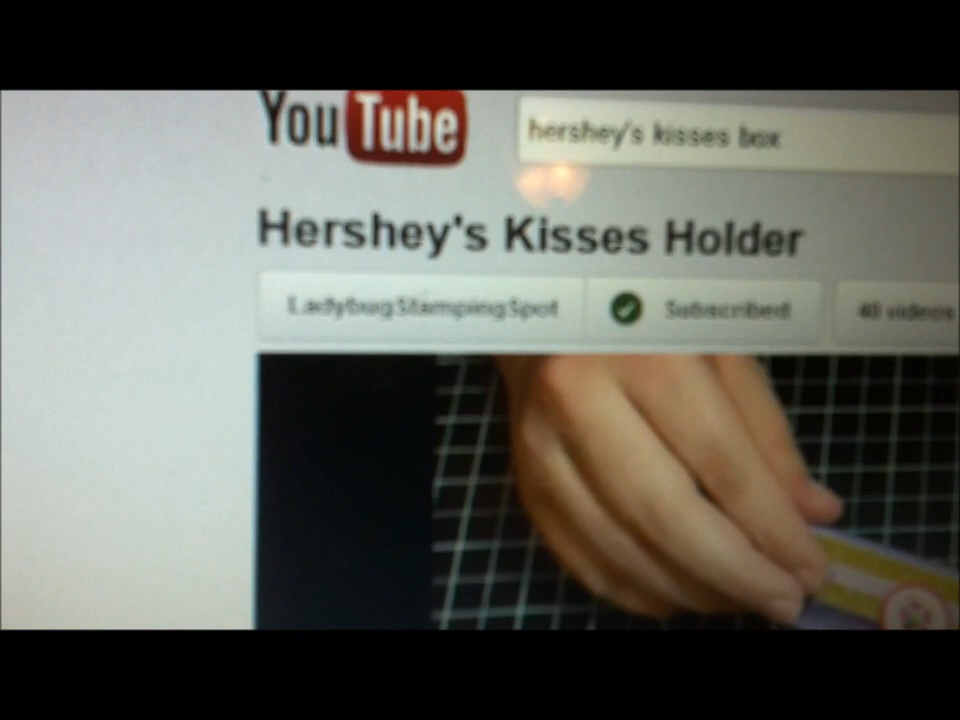 YouTube hershey's kisses box
Hershey's Kisses Holder
LadybugStampingSpot Subscribed 40 videos